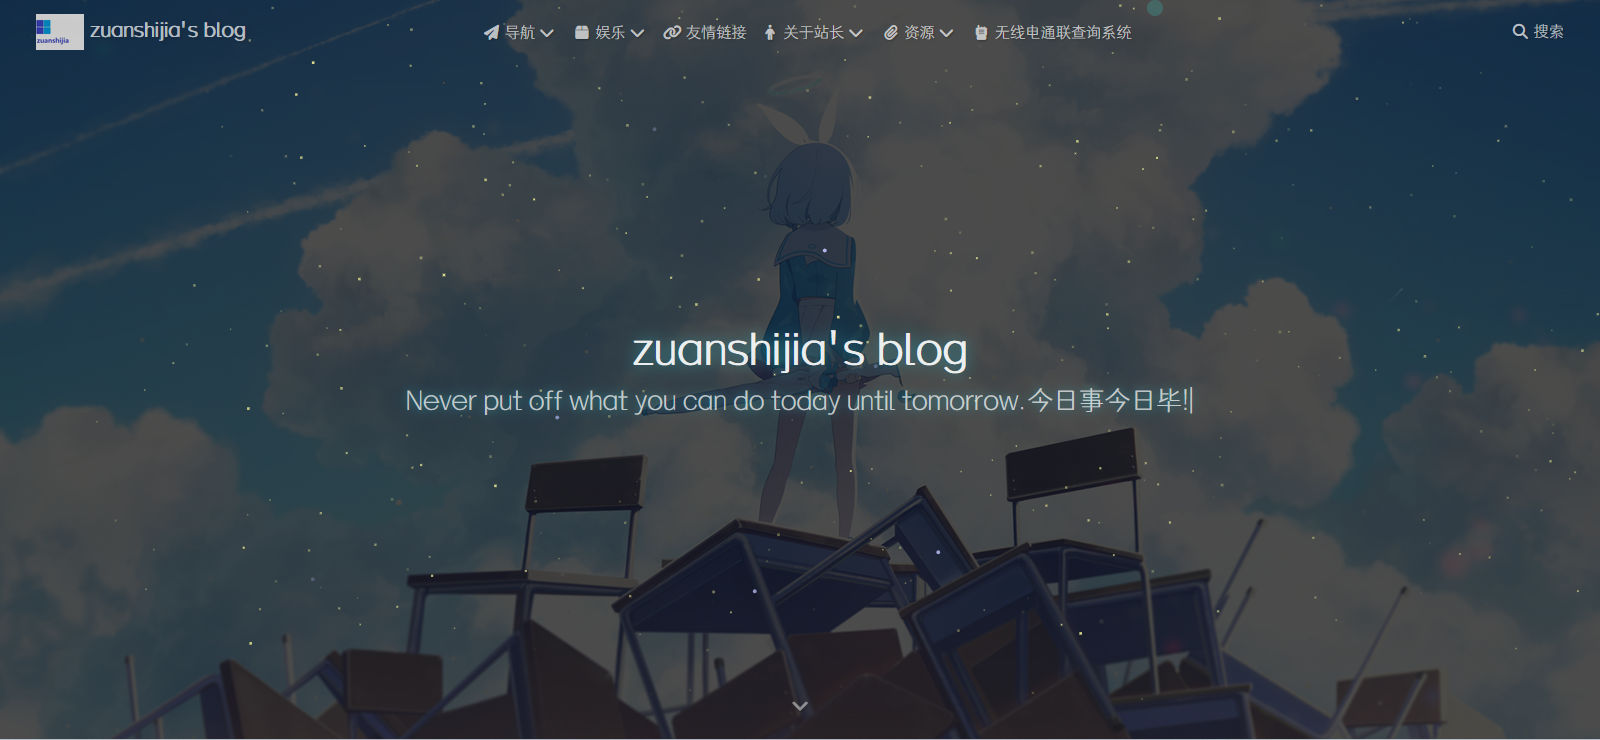 zuanshijia
zuanshijia's blog
导航
娱乐
友情链接
关于站长
资源
无线电通联查询系统
搜索
zuanshijia's blog
Never put off what you can do today until tomorrow.今日事今日毕!|